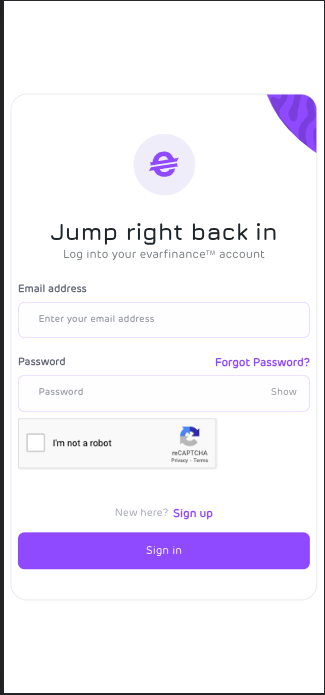 Jump right back in
Log into your evarfinance™ account
Email address
Enter your email address
Password Forgot Password?
Password Show
I'm not a robot
reCAPTCHA
Privacy - Terms
New here? Sign up
Sign in